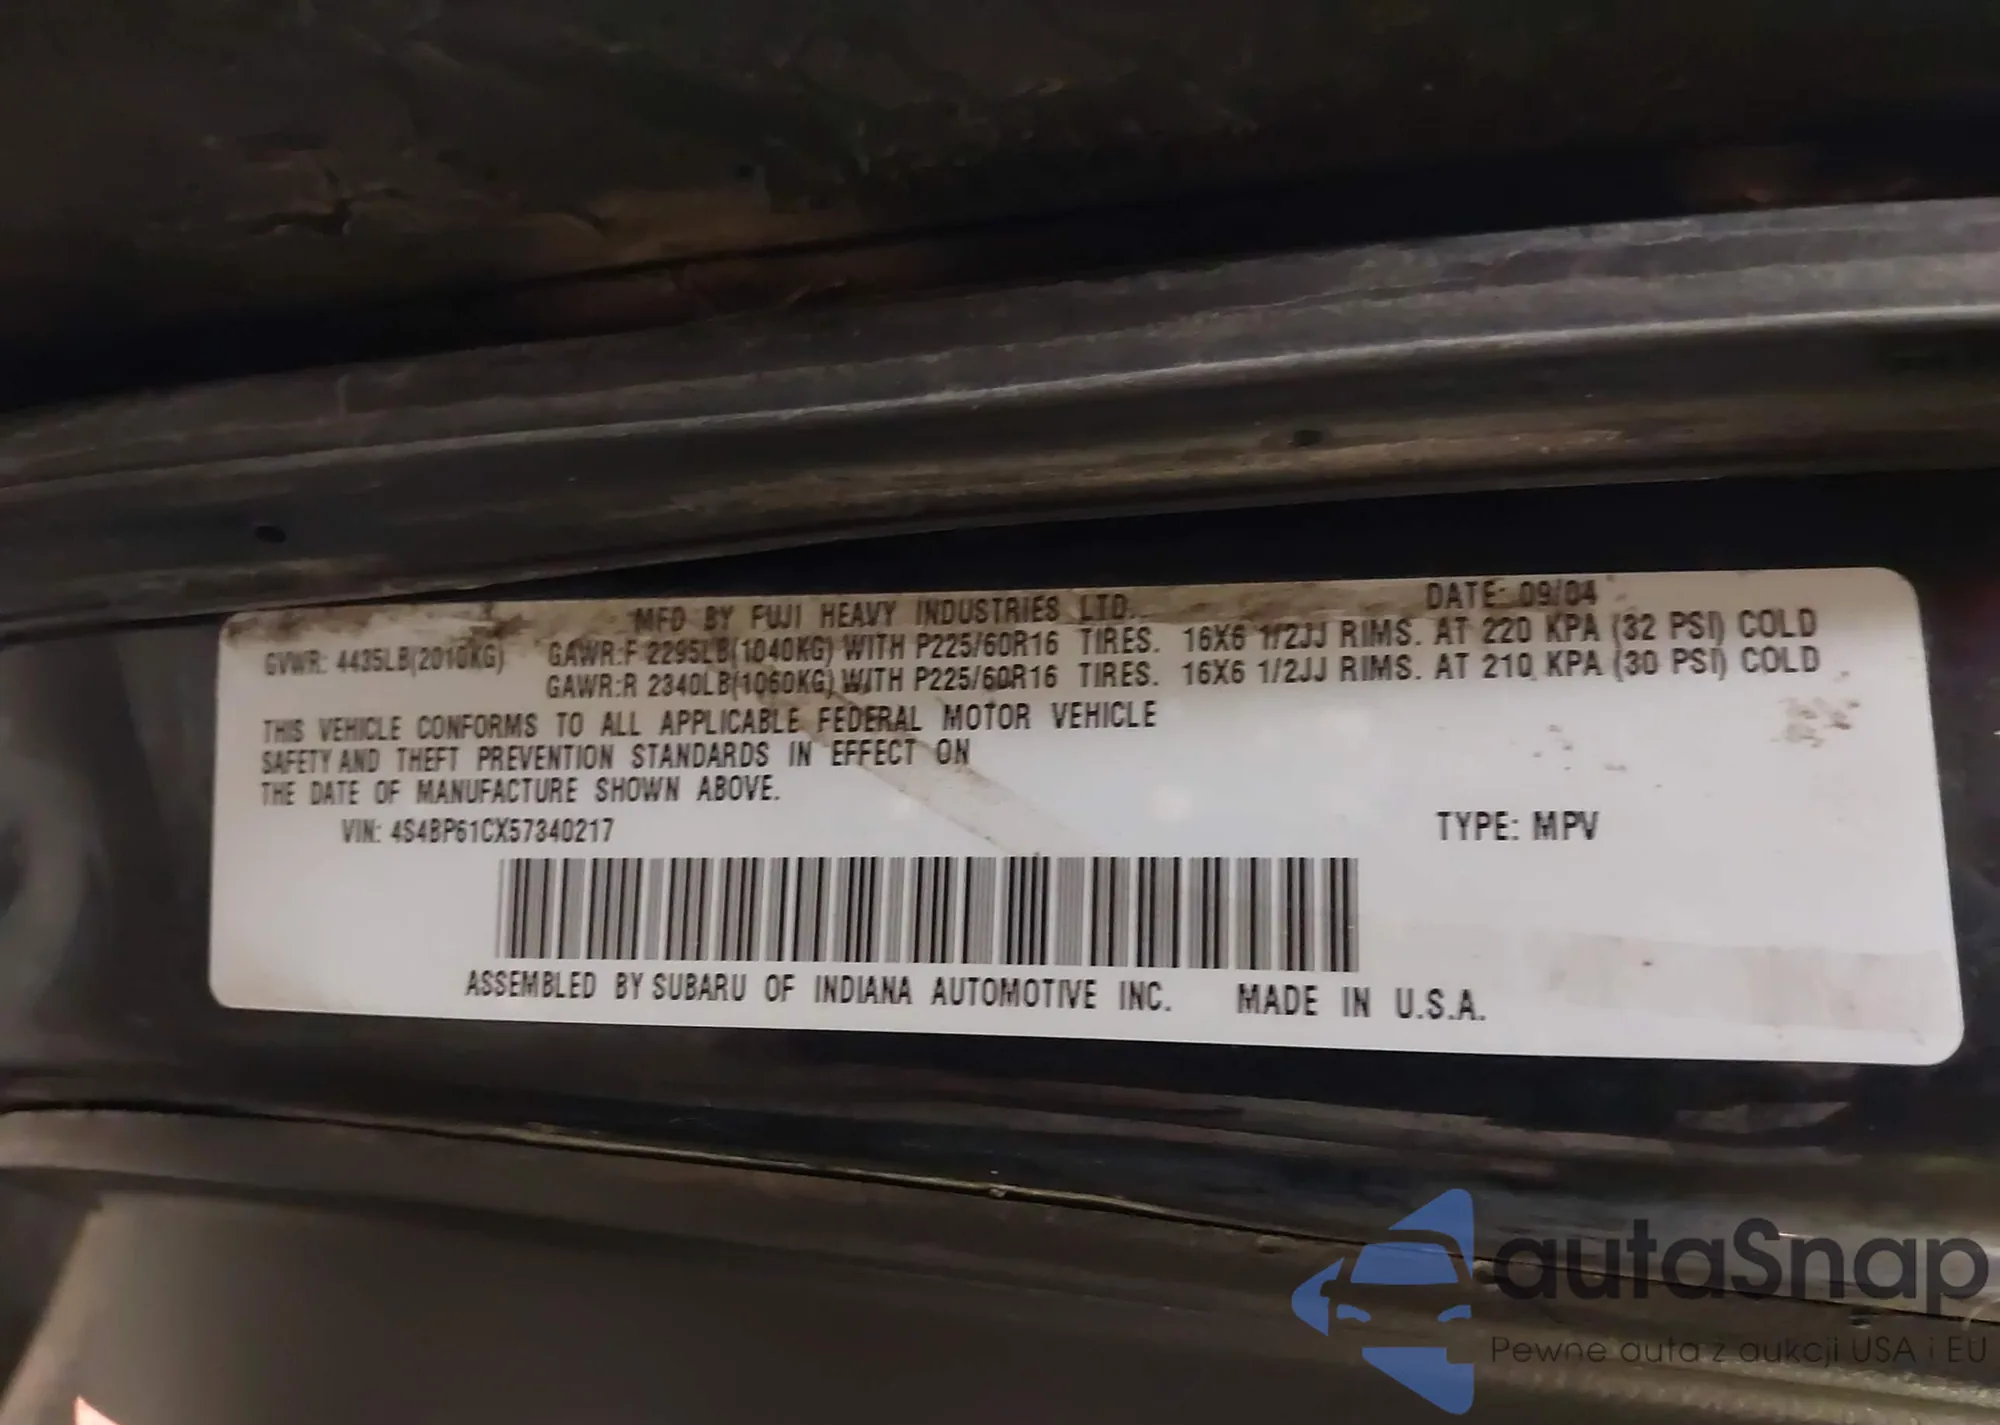 MFD BY FUJI HEAVY INDUSTRIES LTD. DATE: 09/04
GVWR: 4435LB(2010KG) GAWR:F 2295LB(1040KG) WITH P225/60R16 TIRES. 16X6 1/2JJ RIMS. AT 220 KPA (32 PSI) COLD
GAWR:R 2340LB(1060KG) WITH P225/60R16 TIRES. 16X6 1/2JJ RIMS. AT 210 KPA (30 PSI) COLD
THIS VEHICLE CONFORMS TO ALL APPLICABLE FEDERAL MOTOR VEHICLE
SAFETY AND THEFT PREVENTION STANDARDS IN EFFECT ON
THE DATE OF MANUFACTURE SHOWN ABOVE.
VIN: 4S4BP61CX57340217 TYPE: MPV
ASSEMBLED BY SUBARU OF INDIANA AUTOMOTIVE INC. MADE IN U.S.A.
autaSnap
Pewne auta z aukcji USA i EU